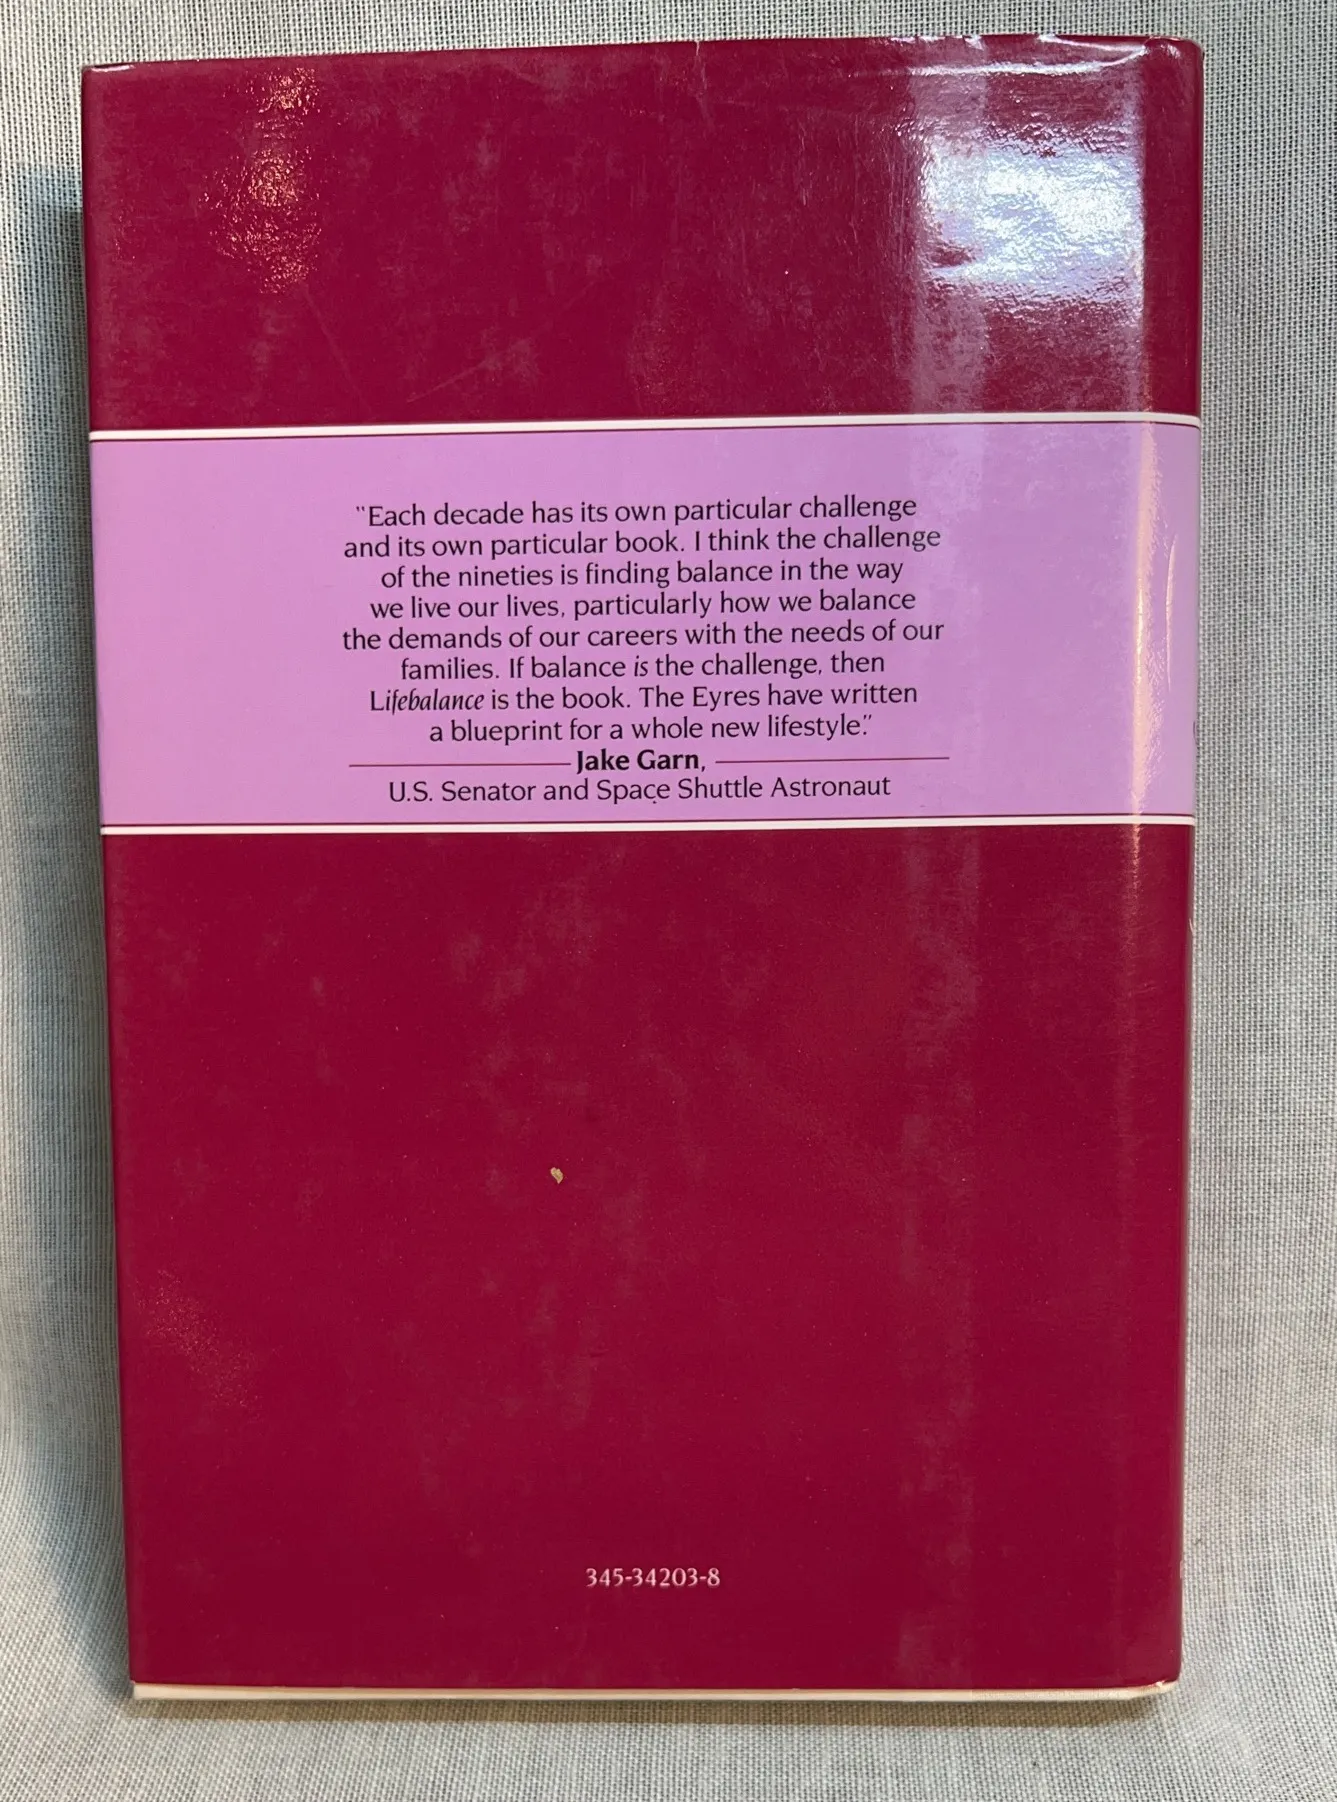 "Each decade has its own particular challenge
and its own particular book. I think the challenge
of the nineties is finding balance in the way
we live our lives, particularly how we balance
the demands of our careers with the needs of our
families. If balance is the challenge, then
Lifebalance is the book. The Eyres have written
a blueprint for a whole new lifestyle."
Jake Garn,
U.S. Senator and Space Shuttle Astronaut
345-34203-8